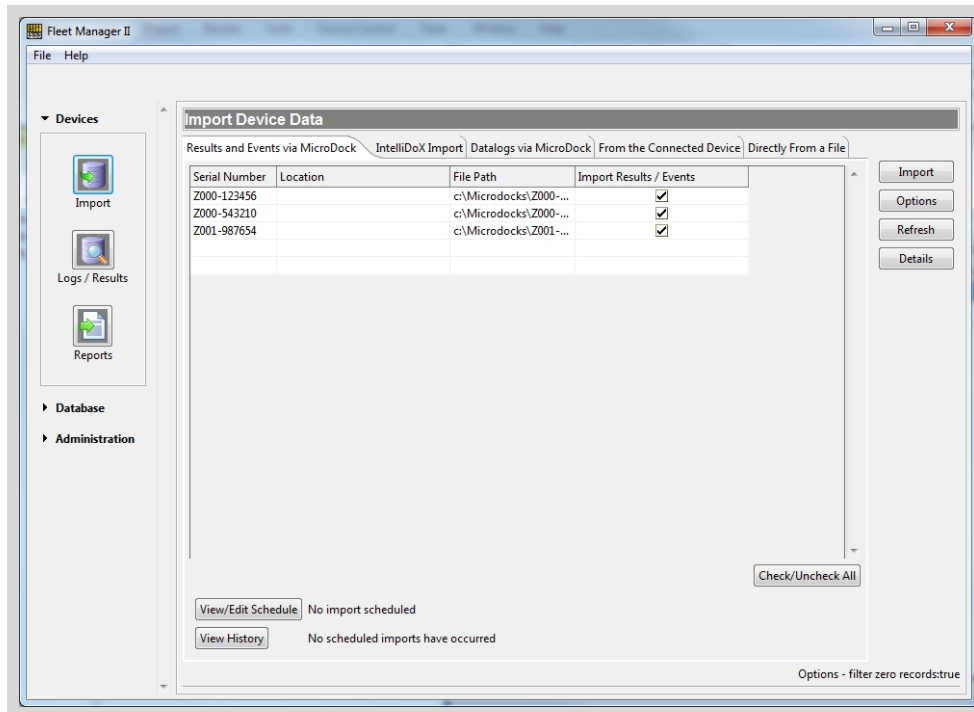 Fleet Manager II
File Help
Devices
Import
Logs / Results
Reports
Database
Administration
Import Device Data
Results and Events via MicroDock IntelliDoX Import Datalogs via MicroDock From the Connected Device Directly From a File
Serial Number Location File Path Import Results / Events
Z000-123456 c:\Microdocks\Z000-...
Z000-543210 c:\Microdocks\Z000-...
Z001-987654 c:\Microdocks\Z001-...
Import
Options
Refresh
Details
Check/Uncheck All
View/Edit Schedule No import scheduled
View History No scheduled imports have occurred
Options - filter zero records:true